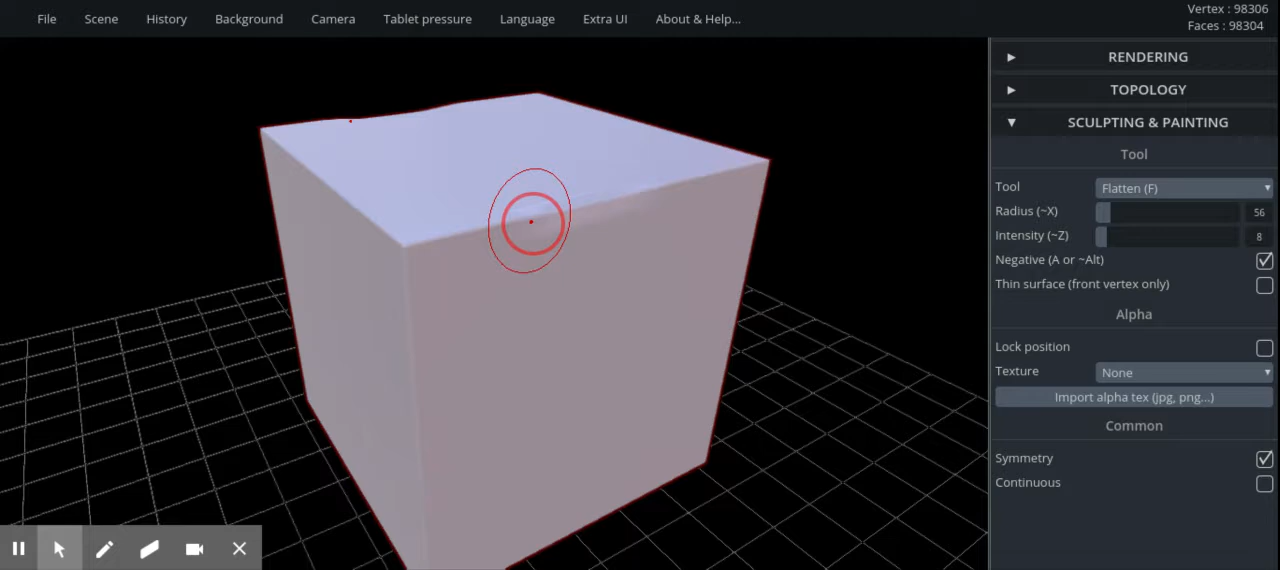 File Scene History Background Camera Tablet pressure Language Extra UI About & Help...
Vertex : 98306
Faces : 98304
RENDERING
TOPOLOGY
SCULPTING & PAINTING
Tool
Tool Flatten (F)
Radius (~X) 56
Intensity (~Z) 8
Negative (A or ~Alt)
Thin surface (front vertex only)
Alpha
Lock position
Texture None
Import alpha tex (jpg, png...)
Common
Symmetry
Continuous